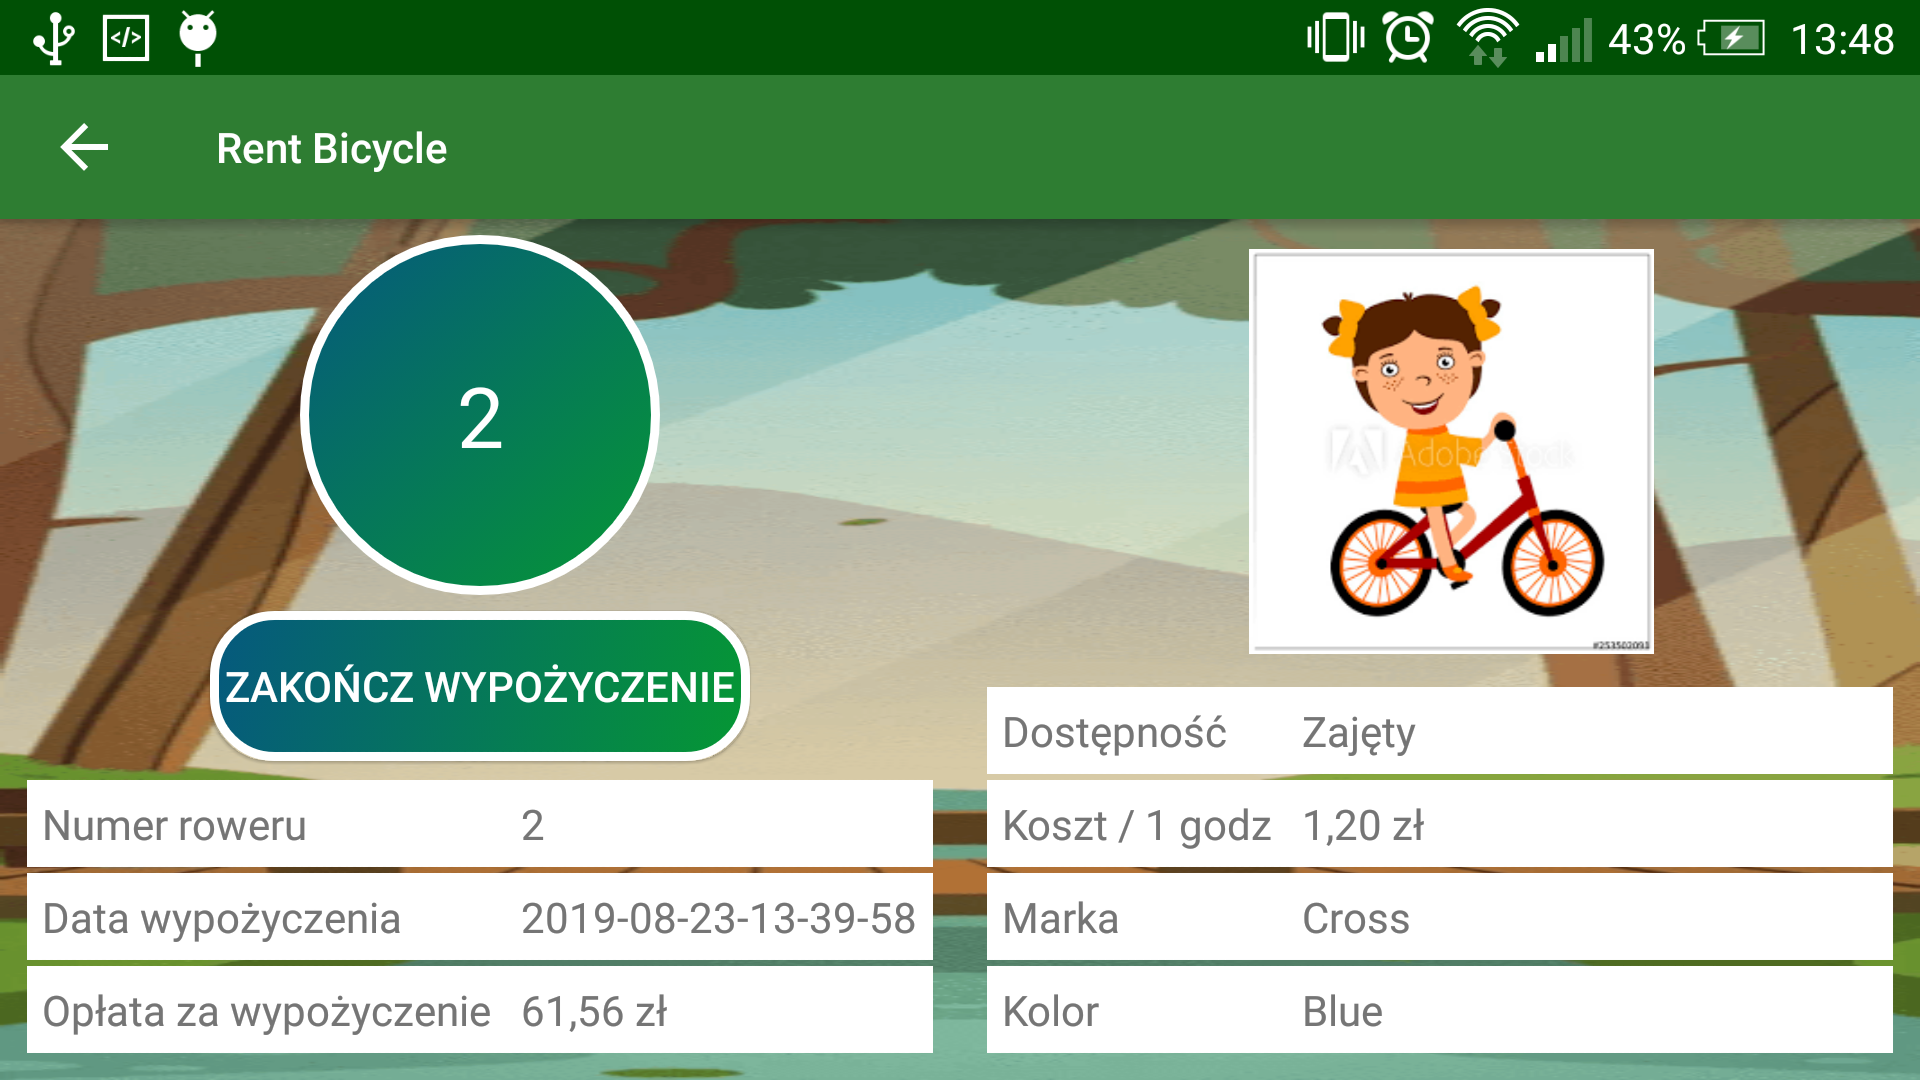 43% 13:48
Rent Bicycle
2
ZAKOŃCZ WYPOŻYCZENIE
Numer roweru 2
Data wypożyczenia 2019-08-23-13-39-58
Opłata za wypożyczenie 61,56 zł
Adobe Stock
#253502091
Dostępność Zajęty
Koszt / 1 godz 1,20 zł
Marka Cross
Kolor Blue